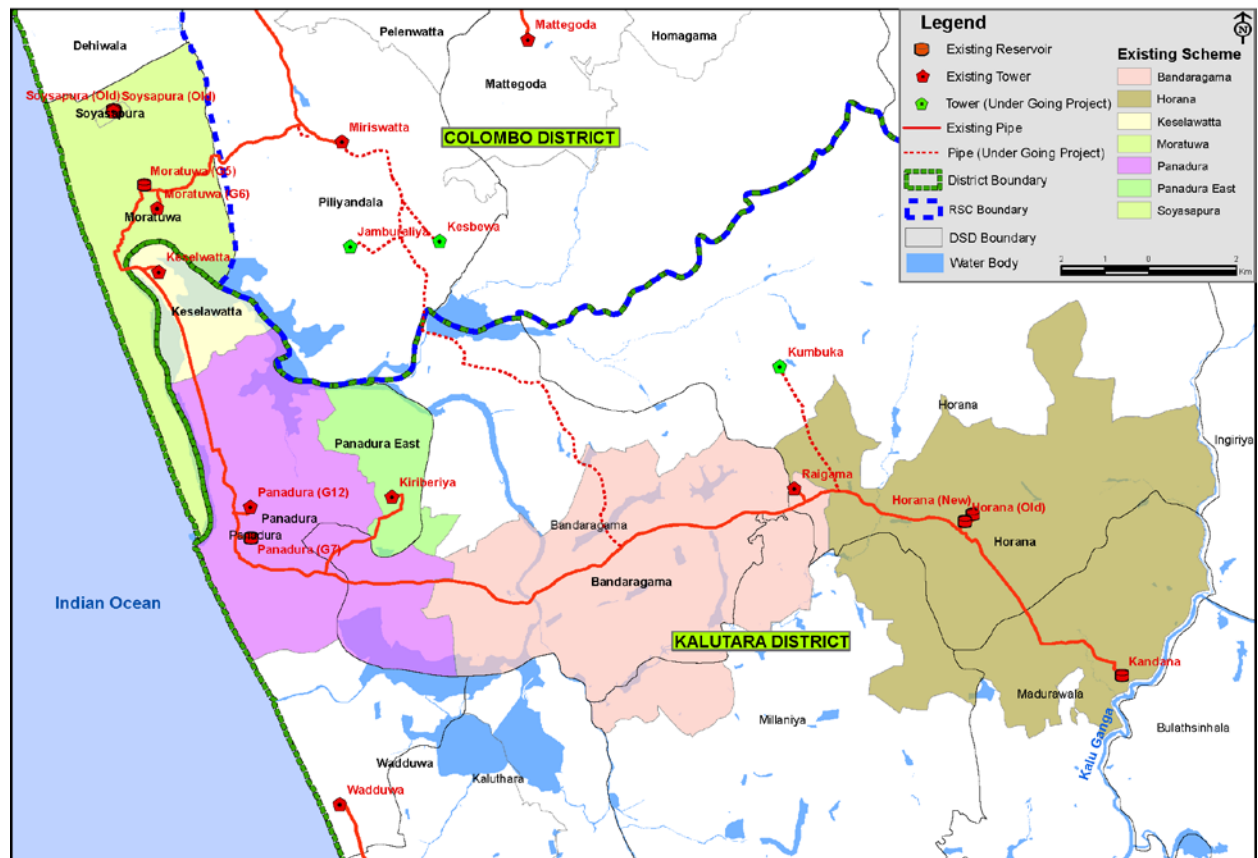 Dehiwala
Pelenwatta
Mattegoda
Homagama
Mattegoda
Soysapura (Old)
Soysapura (Old)
Soyashpura
Miriswatta
COLOMBO DISTRICT
Moratuwa (G5)
Moratuwa (G6)
Moratuwa
Piliyandala
Jamburaliya
Kesbewa
Keselwatta
Keselawatta
Kumbuka
Horana
Ingiriya
Panadura East
Kiriberiya
Raigama
Panadura (G12)
Panadura
Panadura
Panadura (G7)
Bandaragama
Horana (New)
Horana (Old)
Horana
Bandaragama
Indian Ocean
KALUTARA DISTRICT
Kandana
Madurawala
Millaniya
Bulathsinhala
Kalu Ganga
Wadduwa
Kaluthara
Wadduwa
Legend
N
Existing Reservoir
Existing Tower
Tower (Under Going Project)
Existing Pipe
Pipe (Under Going Project)
District Boundary
RSC Boundary
DSD Boundary
Water Body
Existing Scheme
Bandaragama
Horana
Keselawatta
Moratuwa
Panadura
Panadura East
Soyasapura
2 1 0 2
Km